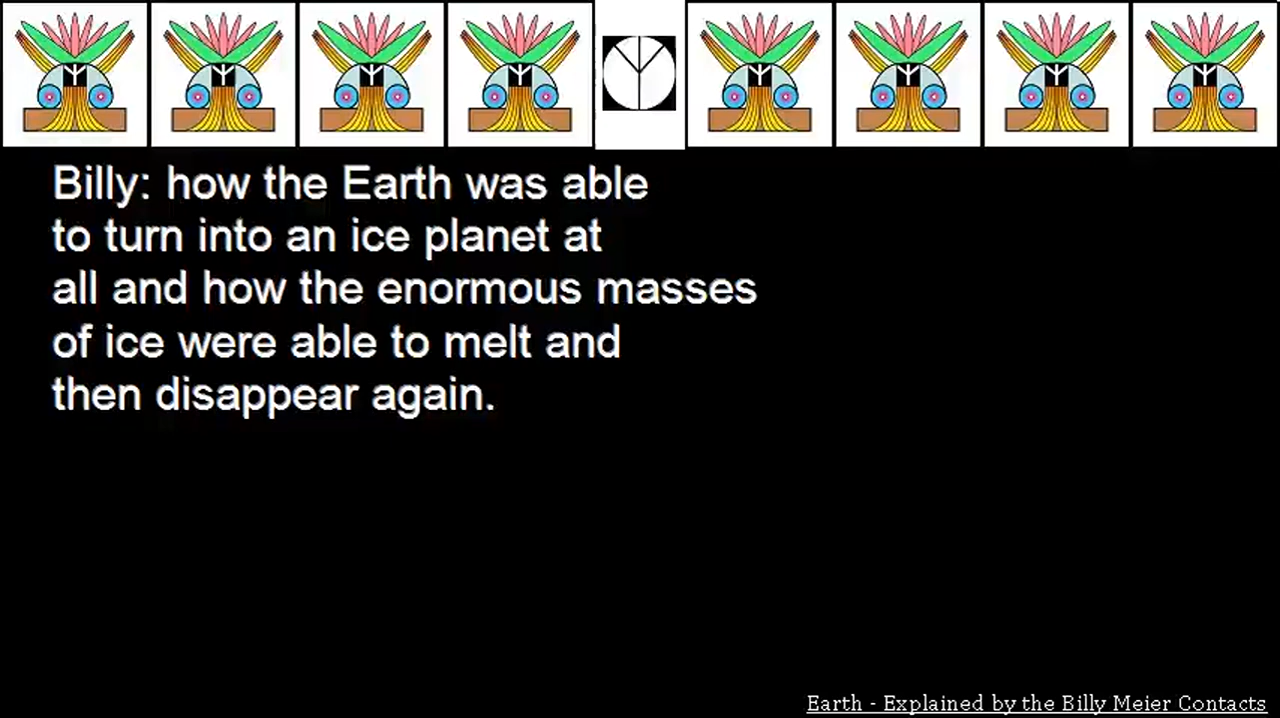 Billy: how the Earth was able
to turn into an ice planet at
all and how the enormous masses
of ice were able to melt and
then disappear again.
Earth - Explained by the Billy Meier Contacts